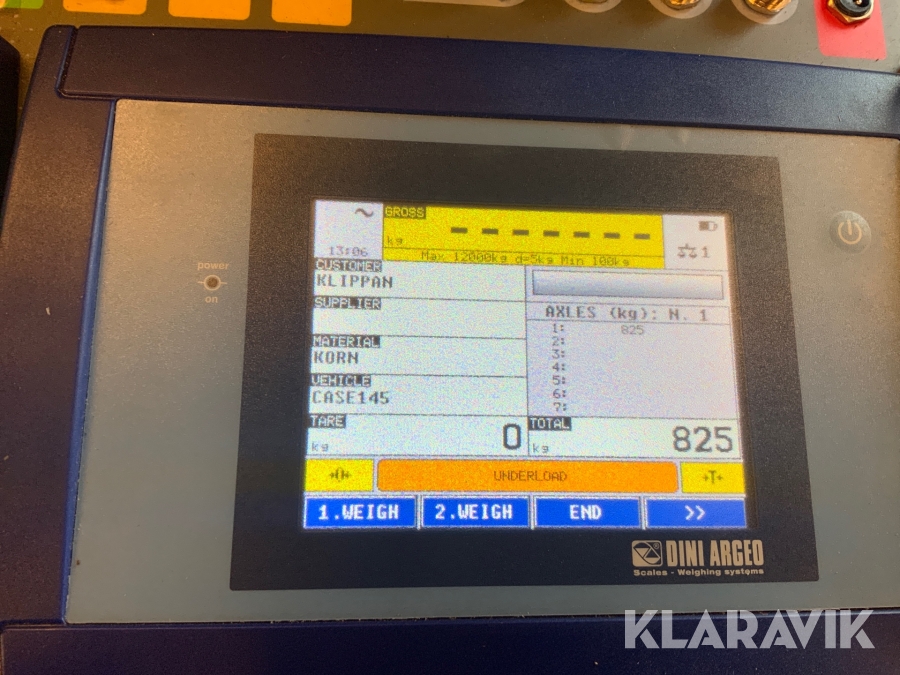 power
on
~
13:06
GROSS
-------
kg
Max 12000kg d=5kg Min 100kg
1
CUSTOMER
KLIPPAN
SUPPLIER
MATERIAL
KORN
VEHICLE
CASE145
AXLES (kg): N. 1
1: 825
2:
3:
4:
5:
6:
7:
TARE
kg 0
TOTAL
kg 825
→0← UNDERLOAD →T←
1.WEIGH 2.WEIGH END >>
DINI ARGEO
Scales - Weighing systems
KLARAVIK